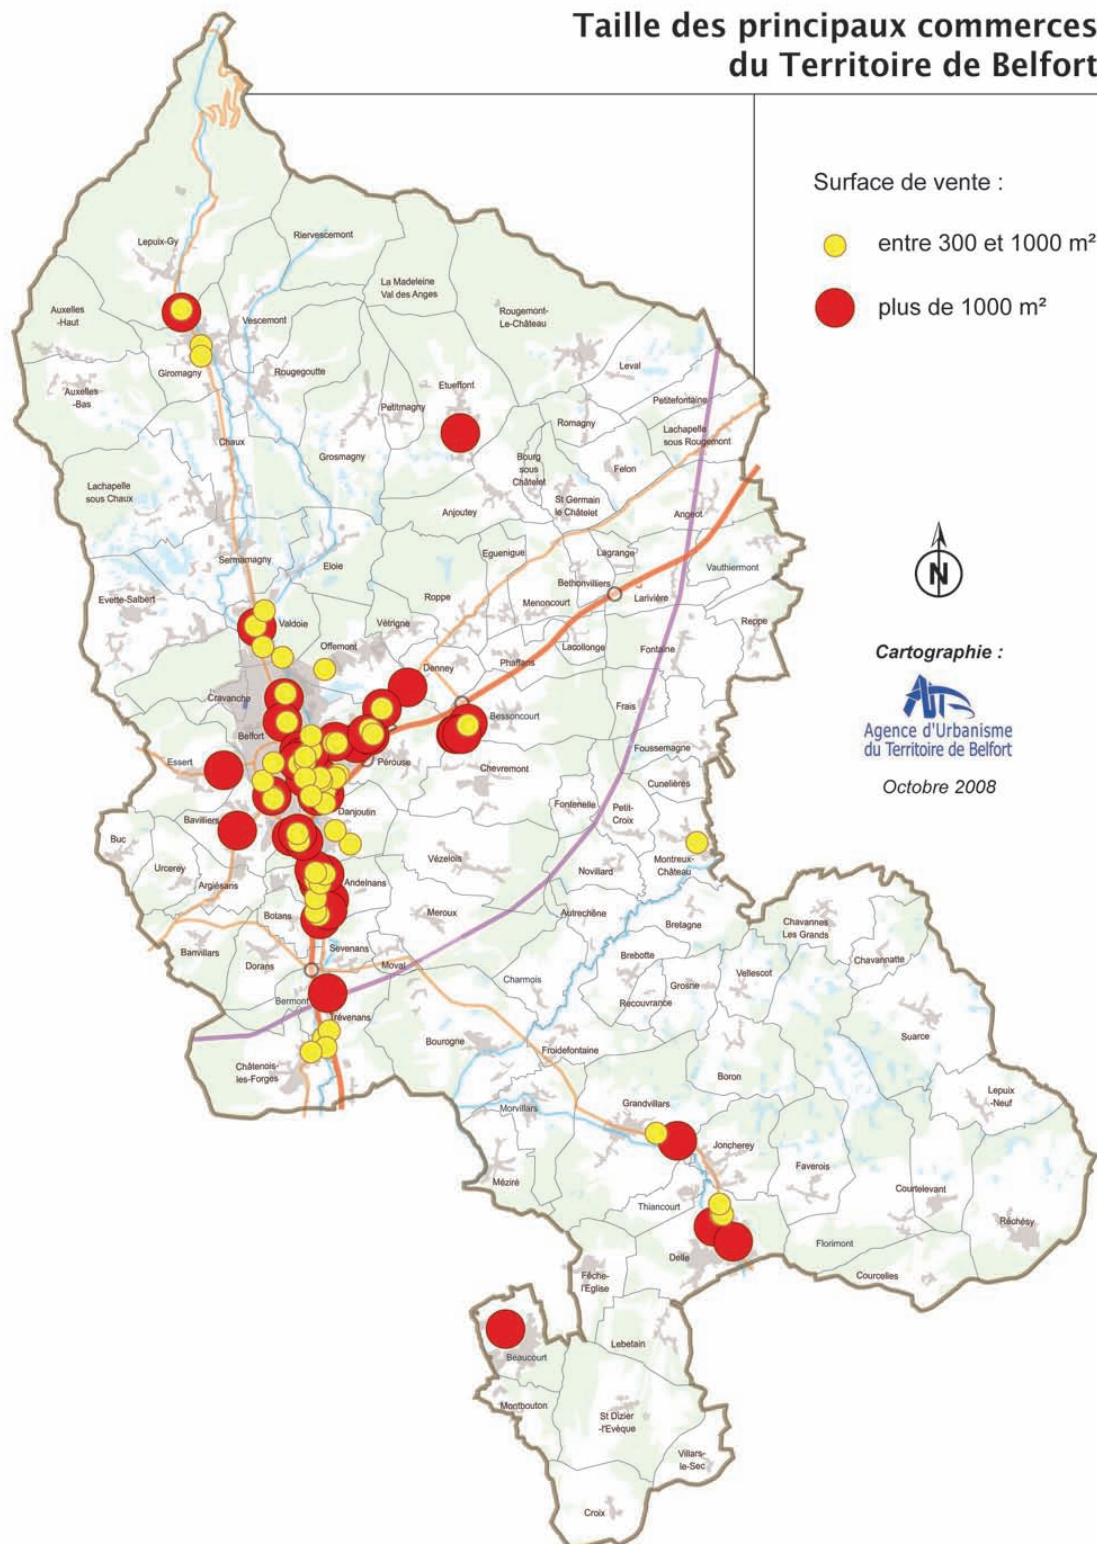 Taille des principaux commerces
du Territoire de Belfort
Surface de vente :
entre 300 et 1000 m²
plus de 1000 m²
N
Cartographie :
Agence d'Urbanisme
du Territoire de Belfort
Octobre 2008
Lepuix-Gy
Riervescemont
La Madeleine
Val des Anges
Auxelles
-Haut
Vescemont
Rougemont-
Le-Château
Giromagny
Rougegoutte
Leval
Auxelles
-Bas
Etueffont
Petitmagny
Petitefontaine
Romagny
Lachapelle
sous Rougemont
Chaux
Grosmagny
Bourg
sous
Châtelet
Felon
Lachapelle
sous Chaux
St Germain
le Châtelet
Anjoutey
Angeot
Sermamagny
Eloie
Eguenigue
Lagrange
Vauthiermont
Bethonvilliers
Evette-Salbert
Roppe
Menoncourt
Larivière
Valdoie
Vétrigne
Reppe
Offemont
Lacollonge
Fontaine
Denney
Phaffans
Cravanche
Frais
Bessoncourt
Belfort
Foussemagne
Essert
Pérouse
Chevremont
Cunelières
Fontenelle
Petit-
Croix
Bavilliers
Danjoutin
Buc
Vézelois
Montreux-
Château
Urcerey
Novillard
Argiésans
Andelnans
Botans
Meroux
Autrechêne
Bretagne
Chavannes
Les Grands
Banvillars
Sevenans
Brebotte
Chavannatte
Dorans
Moval
Vellescot
Charmois
Grosne
Bermont
Recouvrance
Trévenans
Suarce
Bourogne
Froidefontaine
Châtenois-
les-Forges
Boron
Lepuix
-Neuf
Morvillars
Grandvillars
Joncherey
Faverois
Méziré
Courtelevant
Thiancourt
Réchésy
Florimont
Delle
Courcelles
Fêche-
l'Eglise
Lebetain
Beaucourt
Montbouton
St Dizier
-l'Evêque
Villars-
le-Sec
Croix